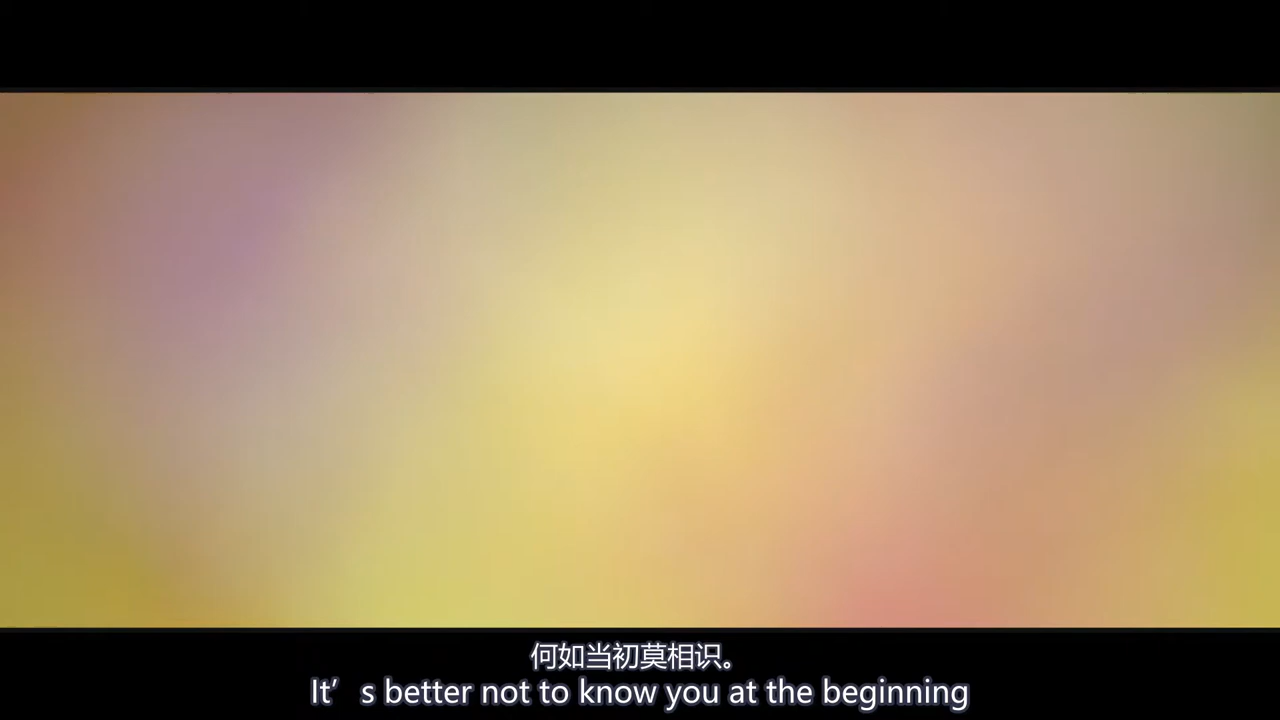 何如当初莫相识。
It’s better not to know you at the beginning